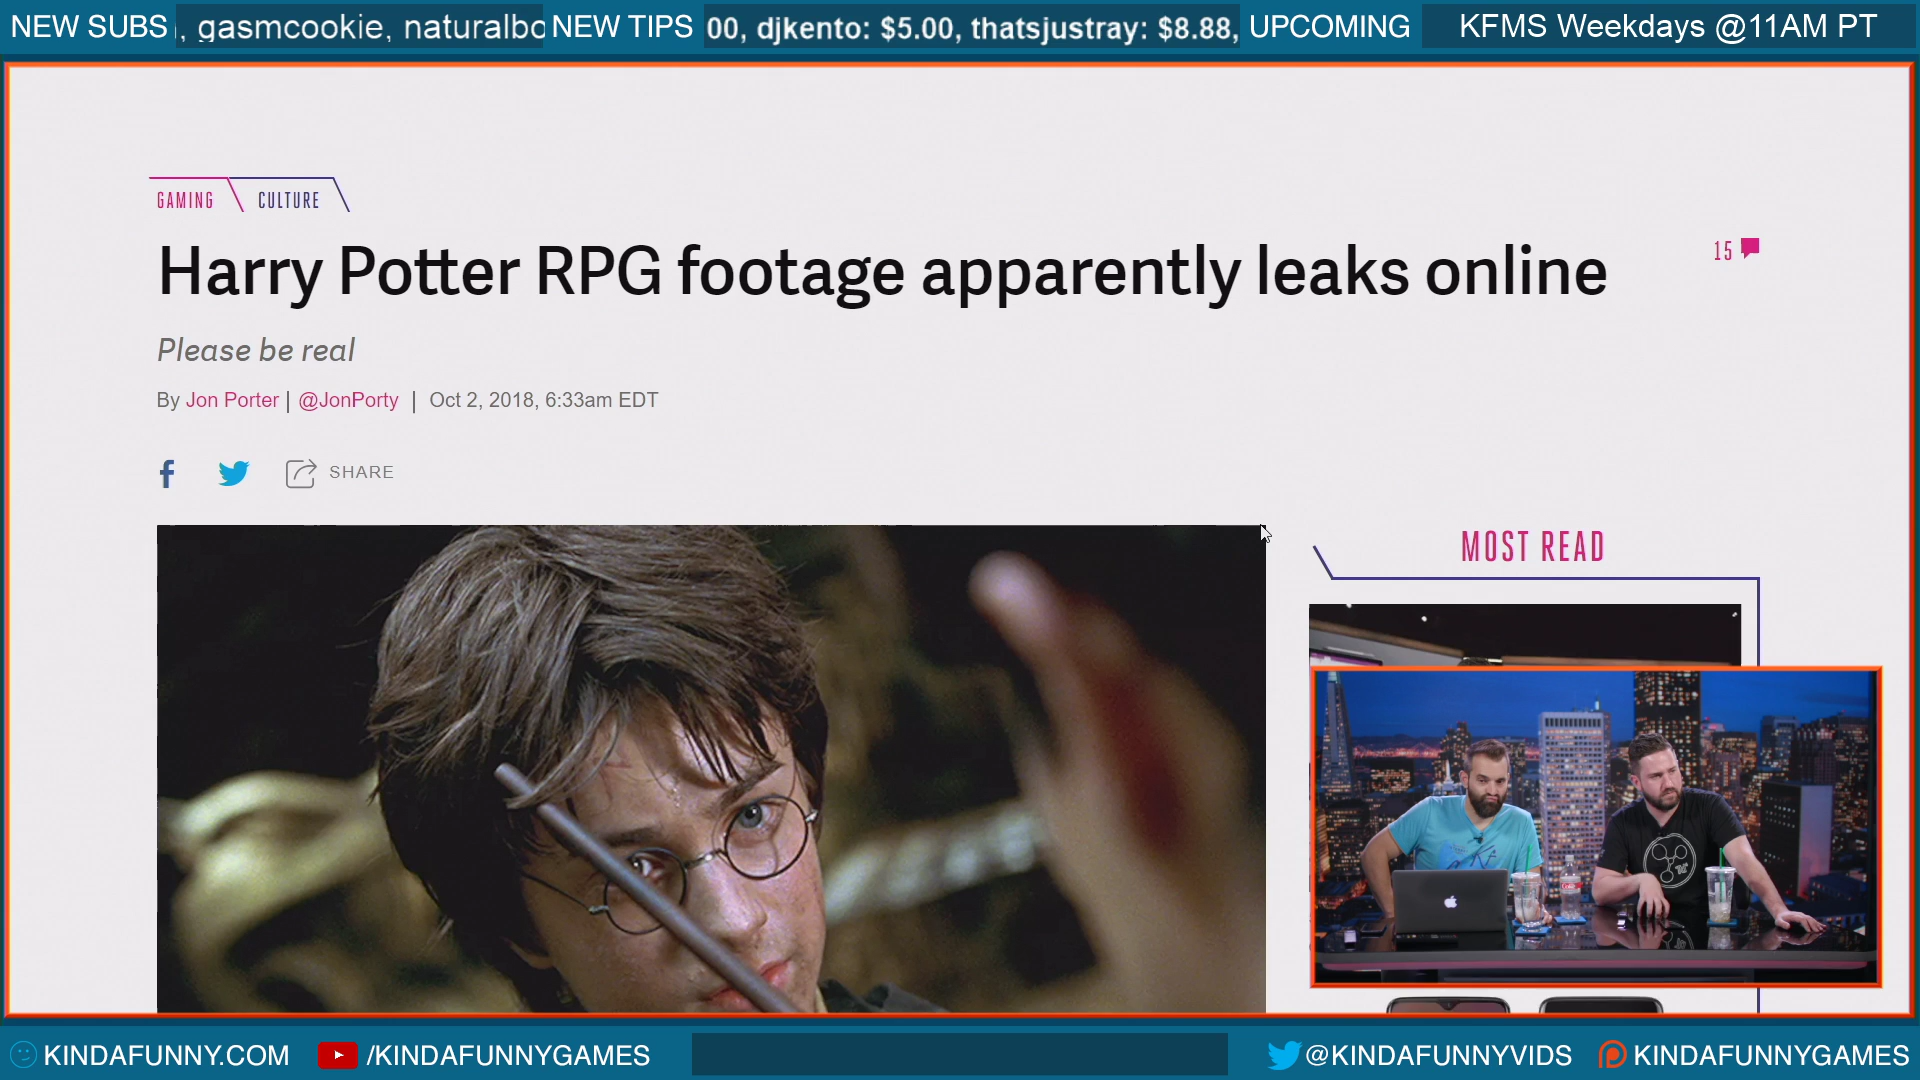 NEW SUBS , gasmcookie, naturalbo NEW TIPS 00, djkento: $5.00, thatsjustray: $8.88, UPCOMING KFMS Weekdays @11AM PT
GAMING CULTURE
Harry Potter RPG footage apparently leaks online
15
Please be real
By Jon Porter | @JonPorty | Oct 2, 2018, 6:33am EDT
f SHARE
MOST READ
KINDAFUNNY.COM /KINDAFUNNYGAMES @KINDAFUNNYVIDS KINDAFUNNYGAMES